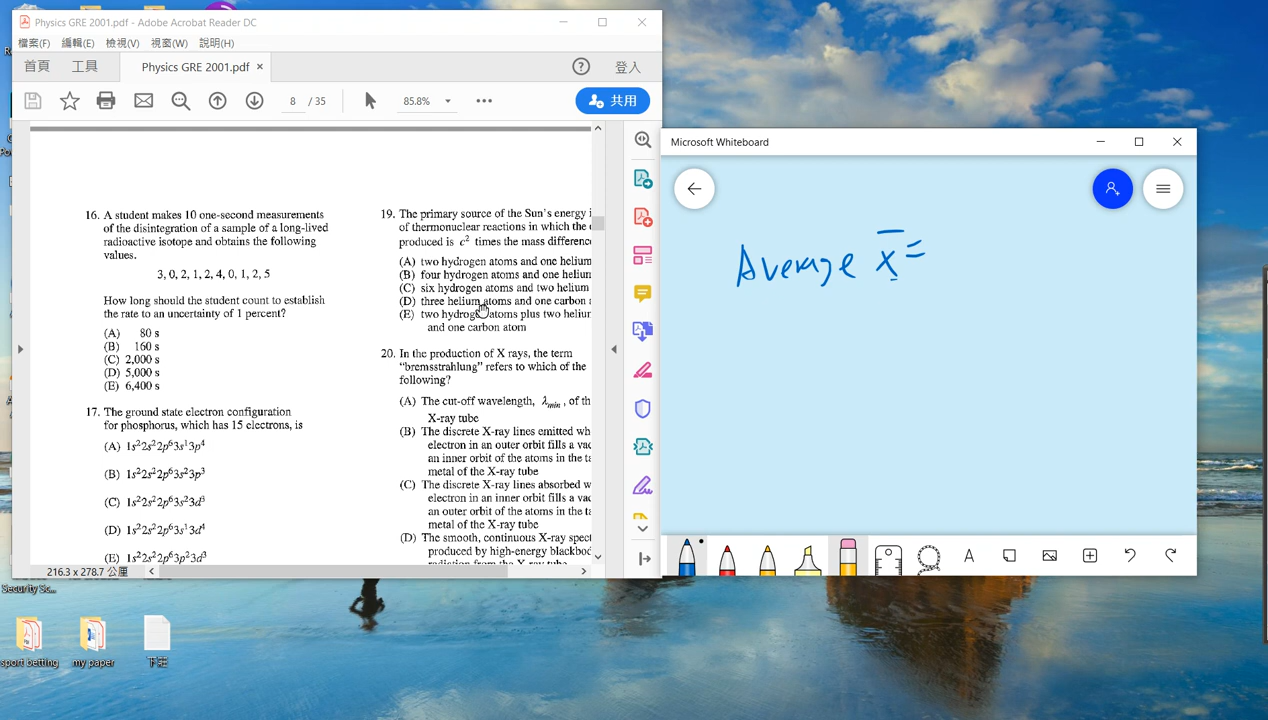 Physics GRE 2001.pdf - Adobe Acrobat Reader DC
檔案(F) 編輯(E) 檢視(V) 視窗(W) 說明(H)
首頁 工具 Physics GRE 2001.pdf × 登入
8 / 35 85.8% 共用
16. A student makes 10 one-second measurements
of the disintegration of a sample of a long-lived
radioactive isotope and obtains the following
values.
3, 0, 2, 1, 2, 4, 0, 1, 2, 5
How long should the student count to establish
the rate to an uncertainty of 1 percent?
(A) 80 s
(B) 160 s
(C) 2,000 s
(D) 5,000 s
(E) 6,400 s
17. The ground state electron configuration
for phosphorus, which has 15 electrons, is
(A) 1s²2s²2p⁶3s¹3p⁴
(B) 1s²2s²2p⁶3s²3p³
(C) 1s²2s²2p⁶3s²3d³
(D) 1s²2s²2p⁶3s¹3d⁴
(E) 1s²2s²2p⁶3p²3d³
19. The primary source of the Sun's energy i
of thermonuclear reactions in which the
produced is c² times the mass difference
(A) two hydrogen atoms and one helium
(B) four hydrogen atoms and one helium
(C) six hydrogen atoms and two helium
(D) three helium atoms and one carbon a
(E) two hydrogen atoms plus two helium
and one carbon atom
20. In the production of X rays, the term
“bremsstrahlung” refers to which of the
following?
(A) The cut-off wavelength, λmin, of th
X-ray tube
(B) The discrete X-ray lines emitted wh
electron in an outer orbit fills a vac
an inner orbit of the atoms in the ta
metal of the X-ray tube
(C) The discrete X-ray lines absorbed w
electron in an inner orbit fills a vac
an outer orbit of the atoms in the ta
metal of the X-ray tube
(D) The smooth, continuous X-ray spect
produced by high-energy blackbod
radiation from the X-ray tube
216.3 x 278.7 公釐
Microsoft Whiteboard
Average x̄ =
Security Sc...
sport betting my paper 下莊